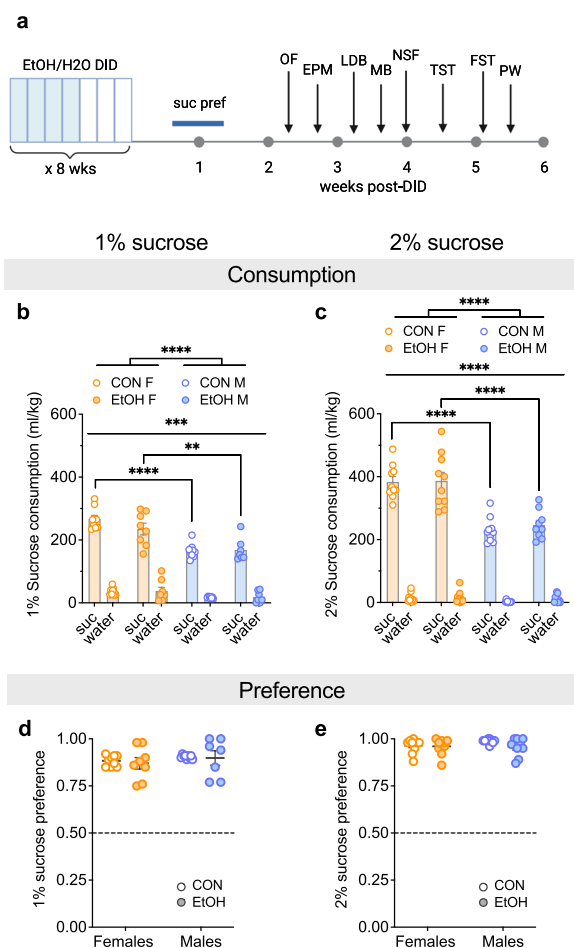 a
EtOH/H2O DID
suc pref
OF
EPM
LDB
MB
NSF
TST
FST
PW
x 8 wks
1 2 3 4 5 6
weeks post-DID
1% sucrose
2% sucrose
Consumption
b
****
CON F
CON M
EtOH F
EtOH M
***
**
****
1% Sucrose consumption (ml/kg)
600
400
200
0
suc water suc water suc water suc water
c
****
CON F
CON M
EtOH F
EtOH M
****
****
****
2% Sucrose consumption (ml/kg)
600
400
200
0
suc water suc water suc water suc water
Preference
d
1% sucrose preference
1.00
0.75
0.50
0.25
0.00
CON
EtOH
Females Males
e
2% sucrose preference
1.00
0.75
0.50
0.25
0.00
CON
EtOH
Females Males